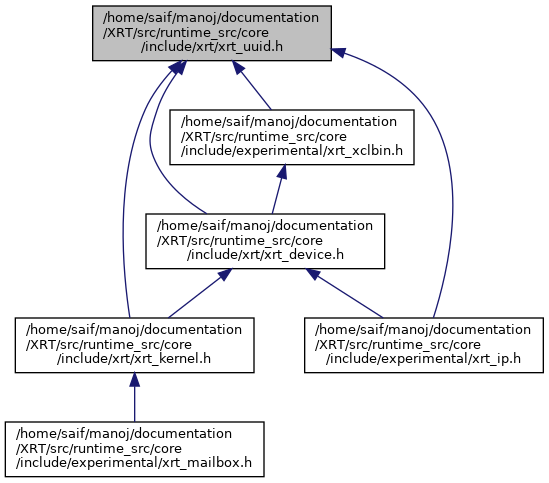 /home/saif/manoj/documentation
/XRT/src/runtime_src/core
/include/xrt/xrt_uuid.h
/home/saif/manoj/documentation
/XRT/src/runtime_src/core
/include/experimental/xrt_xclbin.h
/home/saif/manoj/documentation
/XRT/src/runtime_src/core
/include/xrt/xrt_device.h
/home/saif/manoj/documentation
/XRT/src/runtime_src/core
/include/xrt/xrt_kernel.h
/home/saif/manoj/documentation
/XRT/src/runtime_src/core
/include/experimental/xrt_ip.h
/home/saif/manoj/documentation
/XRT/src/runtime_src/core
/include/experimental/xrt_mailbox.h